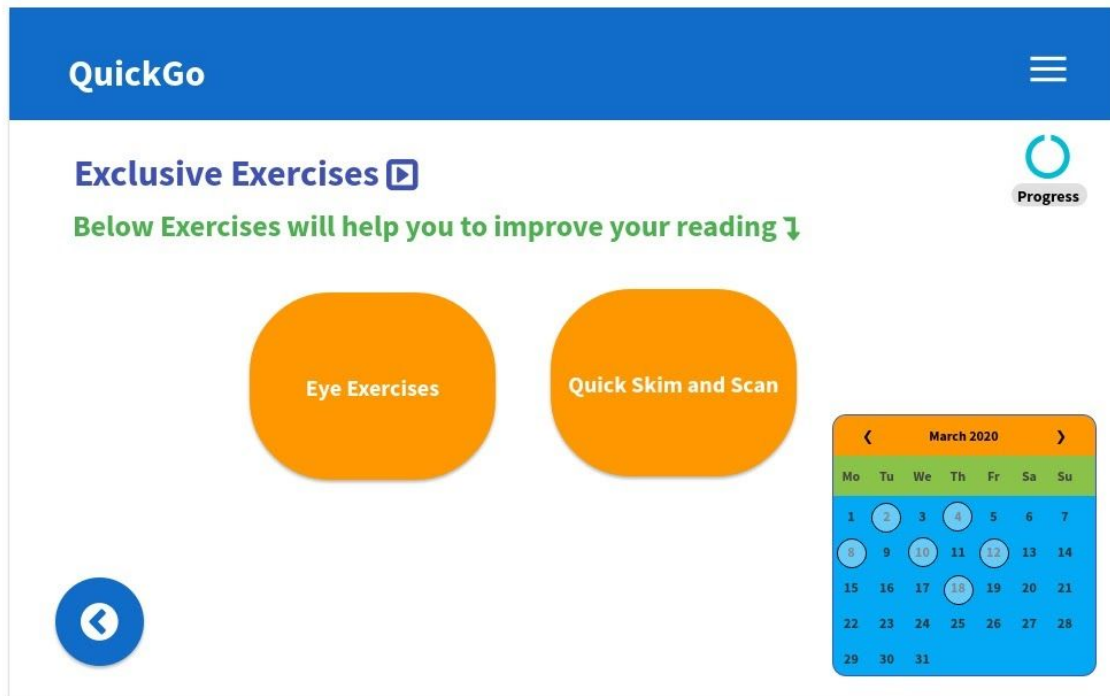 QuickGo
Exclusive Exercises
Progress
Below Exercises will help you to improve your reading
Eye Exercises
Quick Skim and Scan
March 2020
Mo Tu We Th Fr Sa Su
1 2 3 4 5 6 7
8 9 10 11 12 13 14
15 16 17 18 19 20 21
22 23 24 25 26 27 28
29 30 31